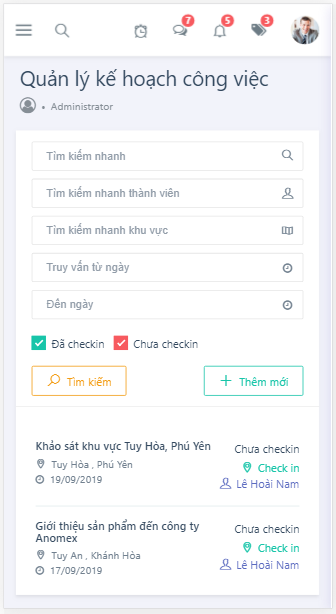 7
5
3
Quản lý kế hoạch công việc
• Administrator
Tìm kiếm nhanh
Tìm kiếm nhanh thành viên
Tìm kiếm nhanh khu vực
Truy vấn từ ngày
Đến ngày
Đã checkin Chưa checkin
Tìm kiếm Thêm mới
Khảo sát khu vực Tuy Hòa, Phú Yên
Chưa checkin
Tuy Hòa , Phú Yên
Check in
19/09/2019
Lê Hoài Nam
Giới thiệu sản phẩm đến công ty
Anomex
Chưa checkin
Tuy An , Khánh Hòa
Check in
17/09/2019
Lê Hoài Nam